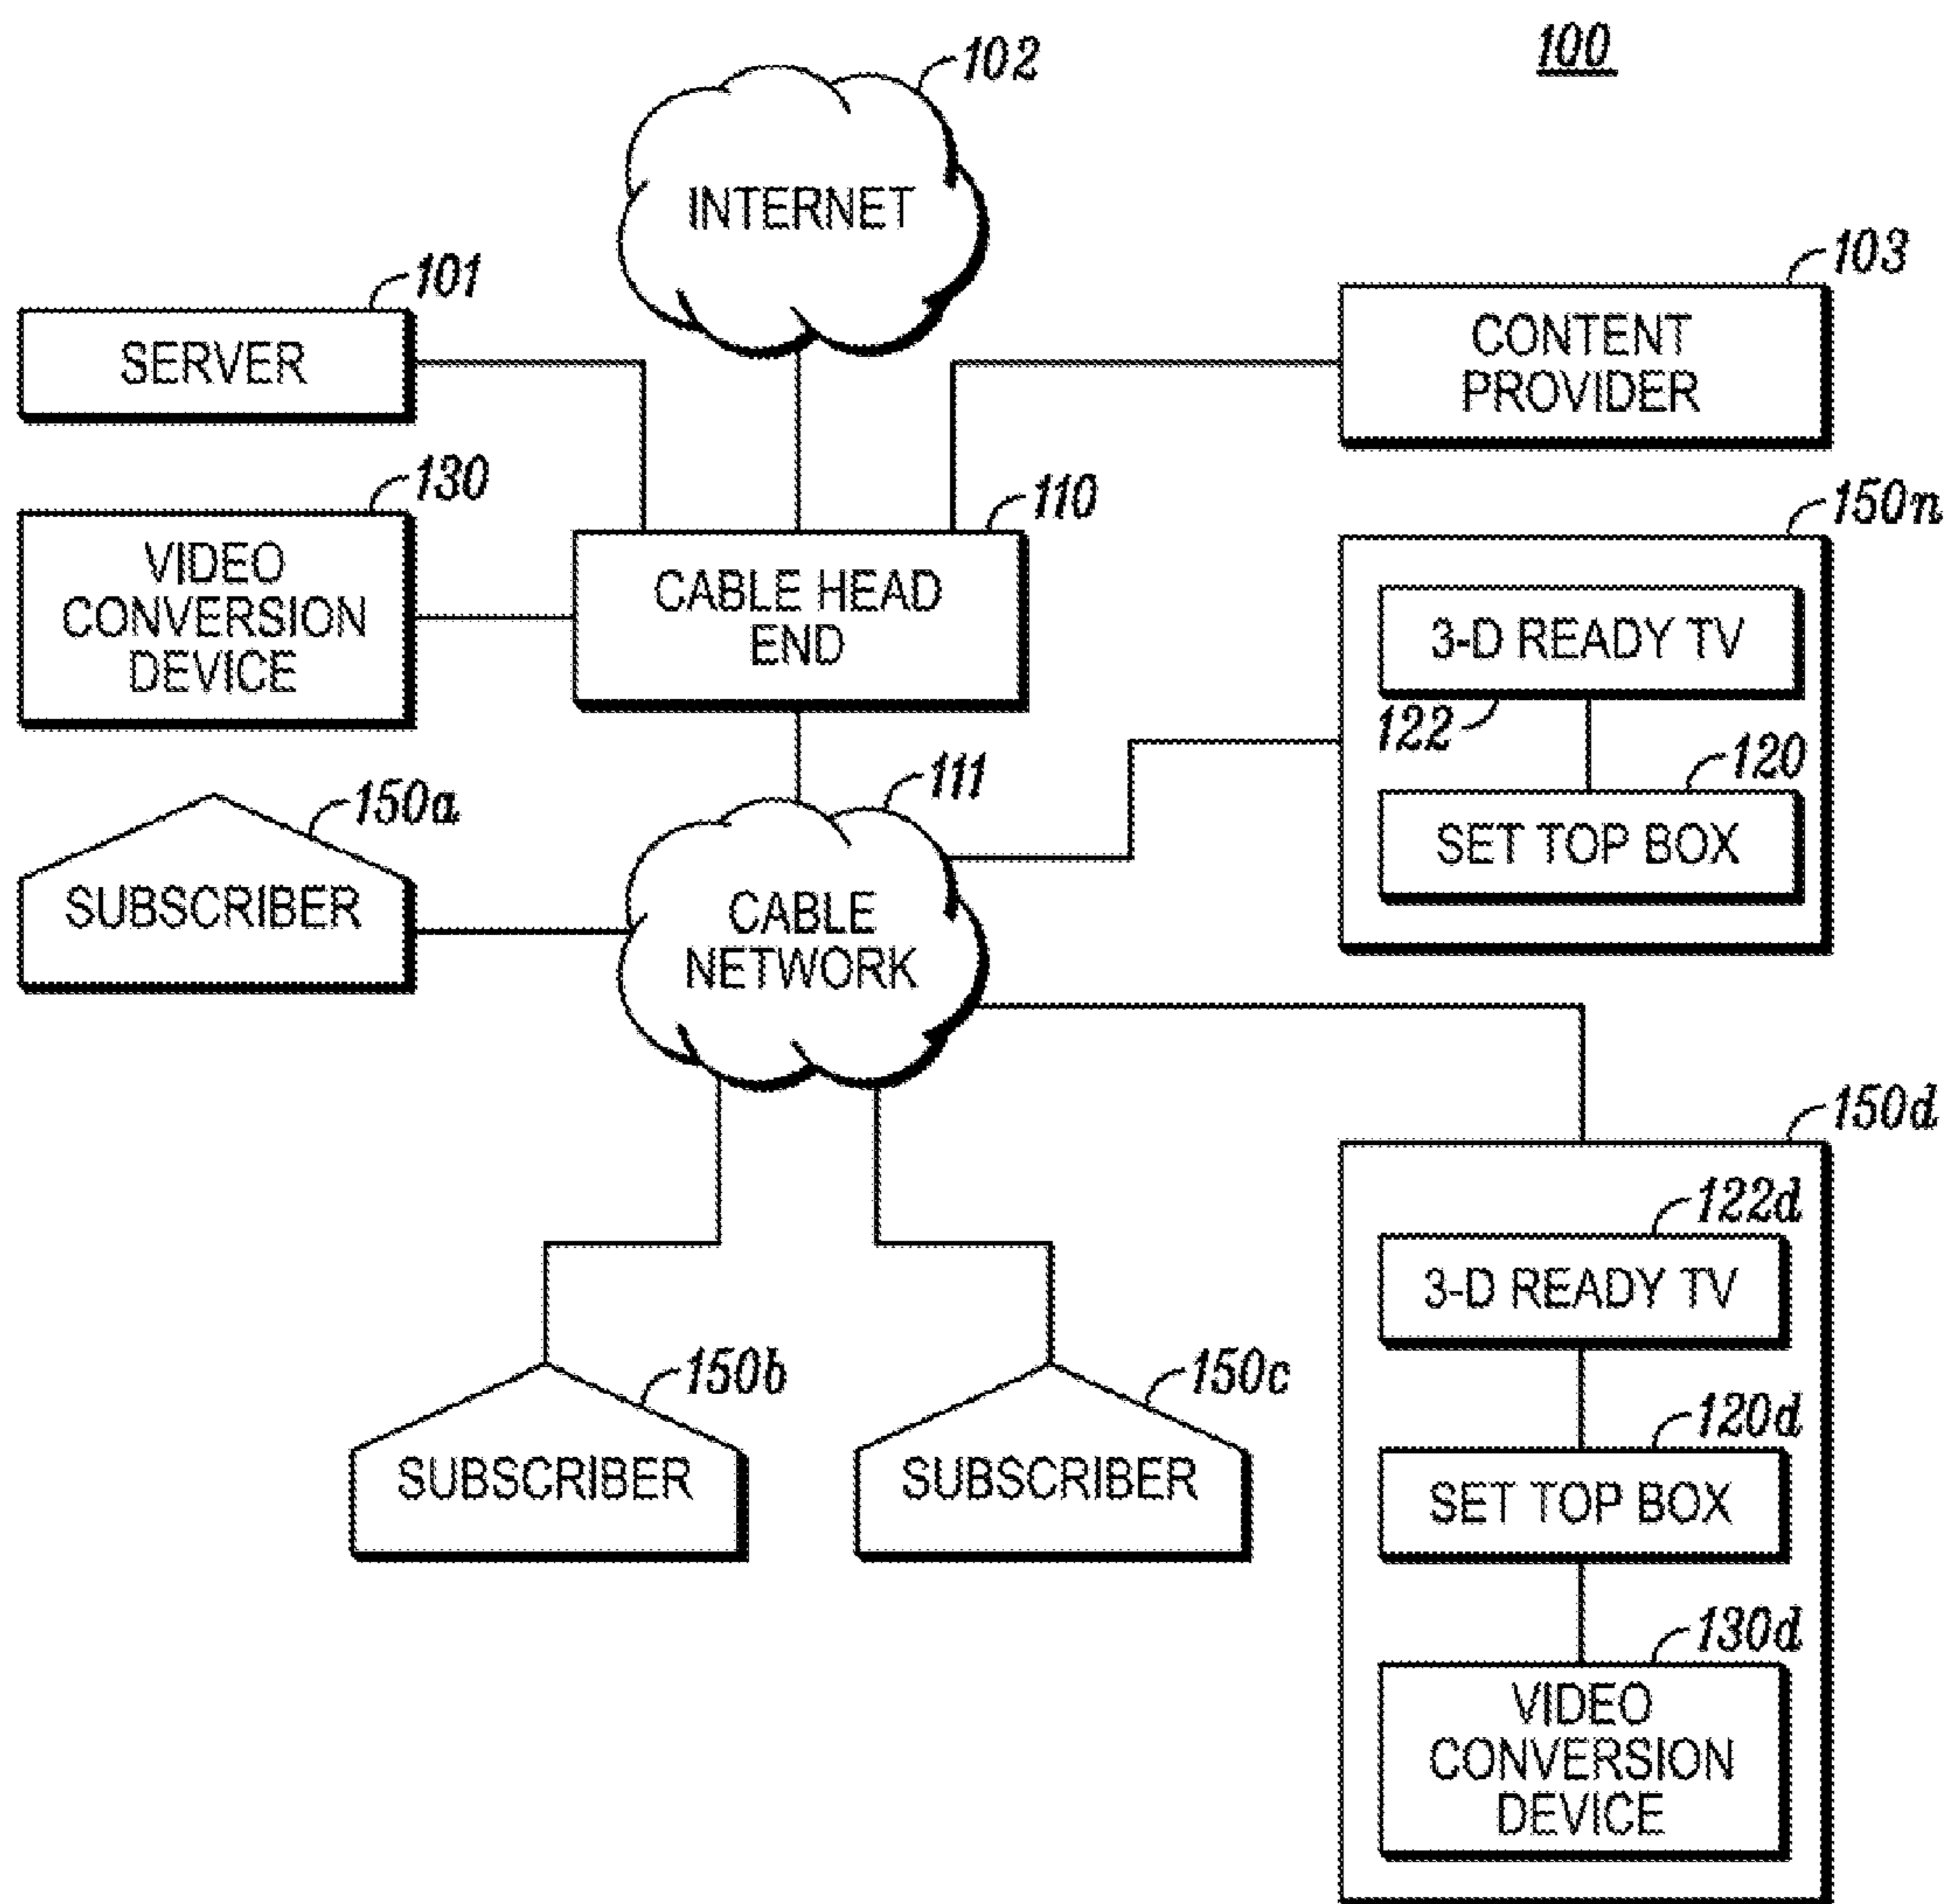 100
102
INTERNET
101
SERVER
103
CONTENT
PROVIDER
130
VIDEO
CONVERSION
DEVICE
110
CABLE HEAD
END
150n
3-D READY TV
122
120
SET TOP BOX
150a
SUBSCRIBER
111
CABLE
NETWORK
150b
SUBSCRIBER
150c
SUBSCRIBER
150d
122d
3-D READY TV
120d
SET TOP BOX
130d
VIDEO
CONVERSION
DEVICE